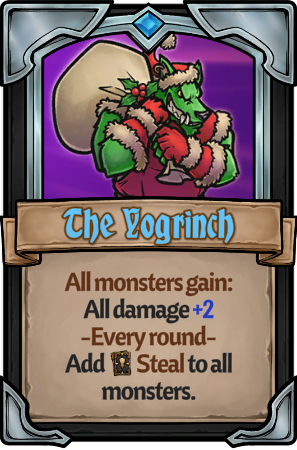 The Yogrinch
All monsters gain:
All damage +2
-Every round-
Add Steal to all
monsters.